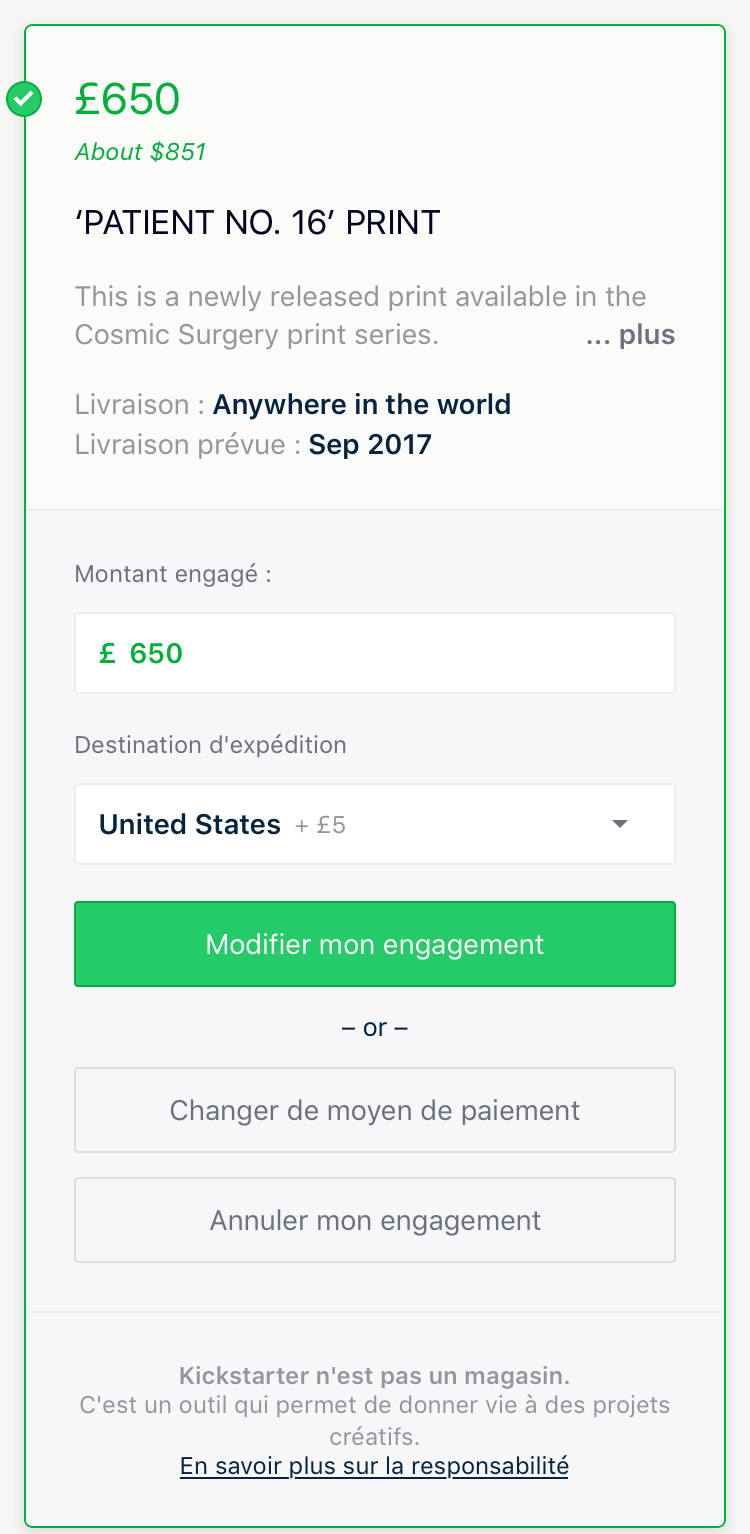 £650
About $851
‘PATIENT NO. 16’ PRINT
This is a newly released print available in the
Cosmic Surgery print series. ... plus
Livraison : Anywhere in the world
Livraison prévue : Sep 2017
Montant engagé :
£ 650
Destination d'expédition
United States + £5
Modifier mon engagement
– or –
Changer de moyen de paiement
Annuler mon engagement
Kickstarter n'est pas un magasin.
C'est un outil qui permet de donner vie à des projets
créatifs.
En savoir plus sur la responsabilité